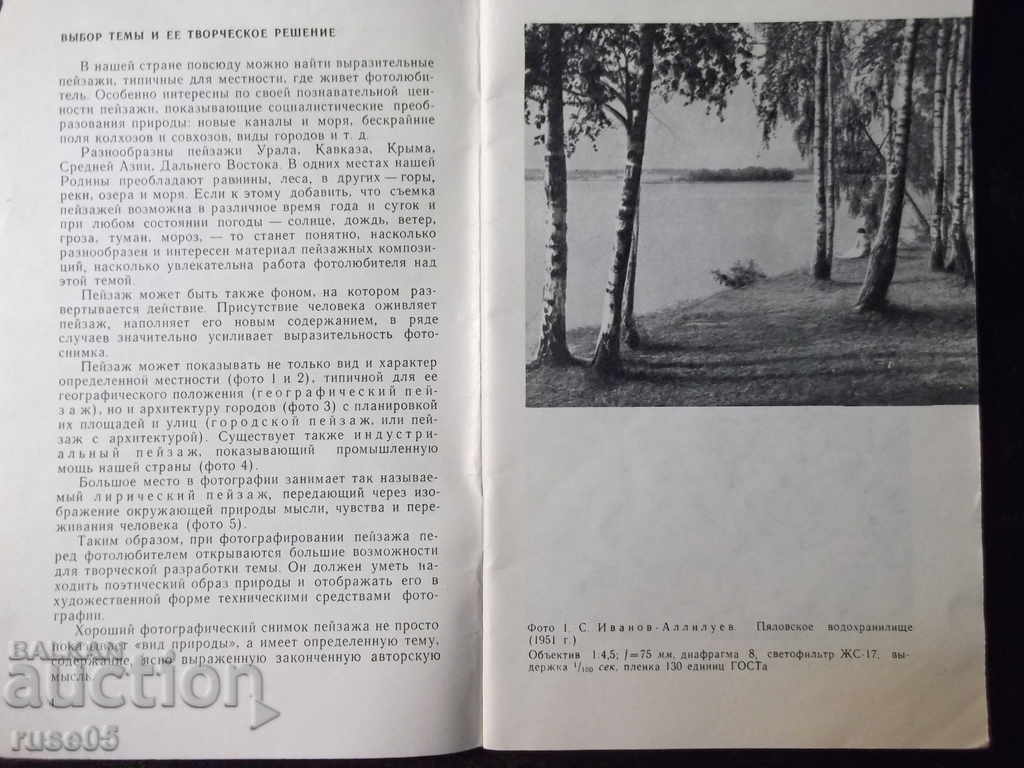 ВЫБОР ТЕМЫ И ЕЕ ТВОРЧЕСКОЕ РЕШЕНИЕ
В нашей стране повсюду можно найти выразительные
пейзажи, типичные для местности, где живет фотолюби-
тель. Особенно интересны по своей познавательной цен-
ности пейзажи, показывающие социалистические преоб-
разования природы: новые каналы и моря, бескрайние
поля колхозов и совхозов, виды городов и т. д.
Разнообразны пейзажи Урала, Кавказа, Крыма,
Средней Азии, Дальнего Востока. В одних местах нашей
Родины преобладают равнины, леса, в других — горы,
реки, озера и моря. Если к этому добавить, что съемка
пейзажей возможна в различное время года и суток и
при любом состоянии погоды — солнце, дождь, ветер,
гроза, туман, мороз, — то станет понятно, насколько
разнообразен и интересен материал пейзажных компози-
ций, насколько увлекательна работа фотолюбителя над
этой темой.
Пейзаж может быть также фоном, на котором раз-
вертывается действие. Присутствие человека оживляет
пейзаж, наполняет его новым содержанием, в ряде
случаев значительно усиливает выразительность фото-
снимка.
Пейзаж может показывать не только вид и характер
определенной местности (фото 1 и 2), типичной для ее
географического положения (географический пей-
заж), но и архитектуру городов (фото 3) с планировкой
их площадей и улиц (городской пейзаж, или пей-
заж с архитектурой). Существует также индустри-
альный пейзаж, показывающий промышленную
мощь нашей страны (фото 4).
Большое место в фотографии занимает так называе-
мый лирический пейзаж, передающий через изо-
бражение окружающей природы мысли, чувства и пере-
живания человека (фото 5).
Таким образом, при фотографировании пейзажа пе-
ред фотолюбителем открываются большие возможности
для творческой разработки темы. Он должен уметь на-
ходить поэтический образ природы и отображать его в
художественной форме техническими средствами фото-
графии.
Хороший фотографический снимок пейзажа не просто
показывает «вид природы», а имеет определенную тему,
содержание, ясно выраженную законченную авторскую
мысль.
4
Фото 1. С. Иванов-Аллилуев. Пяловское водохранилище
(1951 г.)
Объектив 1:4,5; f=75 мм, диафрагма 8, светофильтр ЖС-17, вы-
держка 1/100 сек, пленка 130 единиц ГОСТа
BALKAN
auction
ruse05